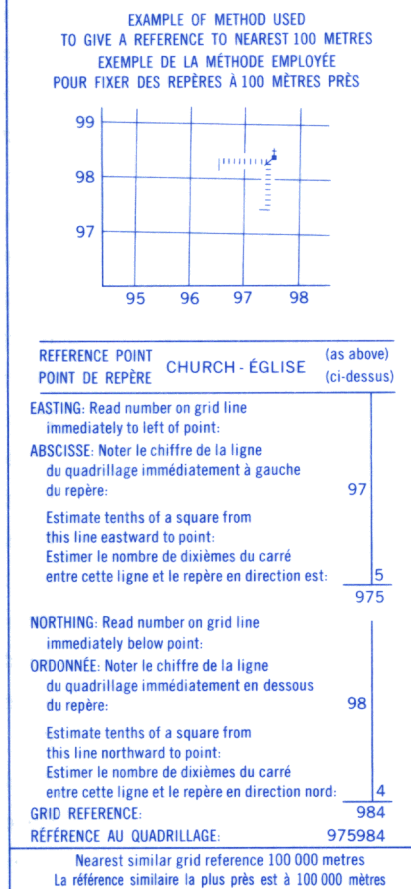 EXAMPLE OF METHOD USED
TO GIVE A REFERENCE TO NEAREST 100 METRES
EXEMPLE DE LA MÉTHODE EMPLOYÉE
POUR FIXER DES REPÈRES À 100 MÈTRES PRÈS
99
98
97
95 96 97 98
REFERENCE POINT
POINT DE REPÈRE
CHURCH - ÉGLISE
(as above)
(ci-dessus)
EASTING: Read number on grid line
immediately to left of point:
ABSCISSE: Noter le chiffre de la ligne
du quadrillage immédiatement à gauche
du repère: 97
Estimate tenths of a square from
this line eastward to point:
Estimer le nombre de dixièmes du carré
entre cette ligne et le repère en direction est: 5
975
NORTHING: Read number on grid line
immediately below point:
ORDONNÉE: Noter le chiffre de la ligne
du quadrillage immédiatement en dessous
du repère: 98
Estimate tenths of a square from
this line northward to point:
Estimer le nombre de dixièmes du carré
entre cette ligne et le repère en direction nord: 4
GRID REFERENCE: 984
RÉFÉRENCE AU QUADRILLAGE: 975984
Nearest similar grid reference 100 000 metres
La référence similaire la plus près est à 100 000 mètres